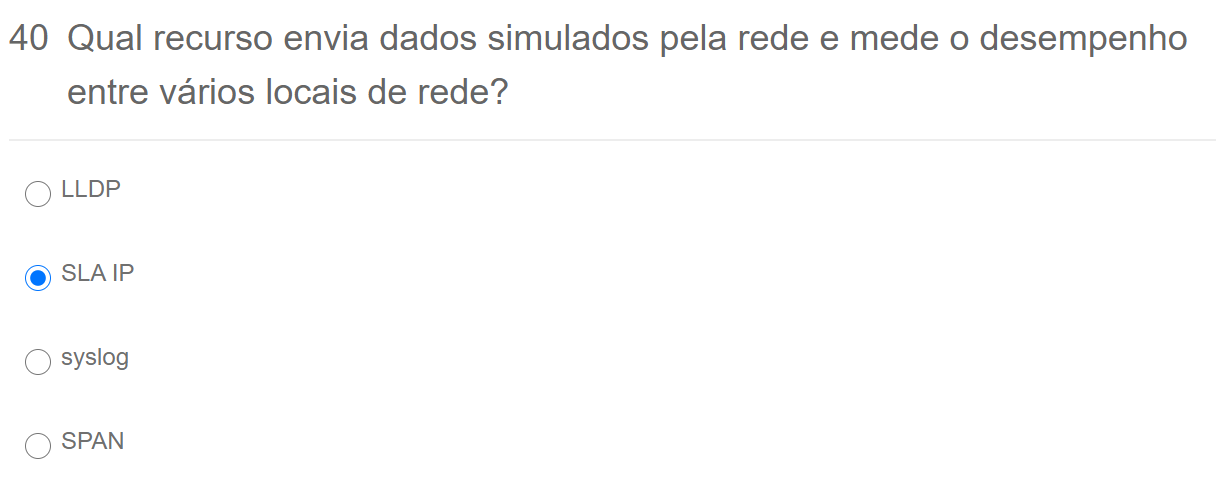 40 Qual recurso envia dados simulados pela rede e mede o desempenho
entre vários locais de rede?
LLDP
SLA IP
syslog
SPAN